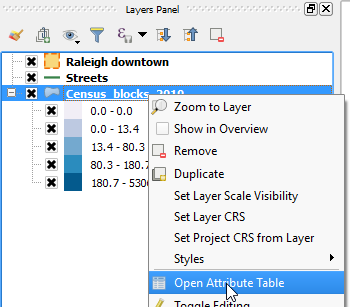 Layers Panel
Raleigh downtown
Streets
Census_blocks_2010
0.0 - 0.0
0.0 - 13.4
13.4 - 80.3
80.3 - 180.7
180.7 - 5300
Zoom to Layer
Show in Overview
Remove
Duplicate
Set Layer Scale Visibility
Set Layer CRS
Set Project CRS from Layer
Styles
Open Attribute Table
Toggle Editing